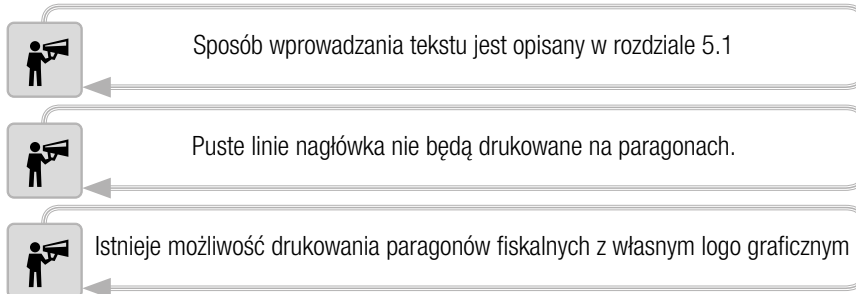 Sposób wprowadzania tekstu jest opisany w rozdziale 5.1
Puste linie nagłówka nie będą drukowane na paragonach.
Istnieje możliwość drukowania paragonów fiskalnych z własnym logo graficznym